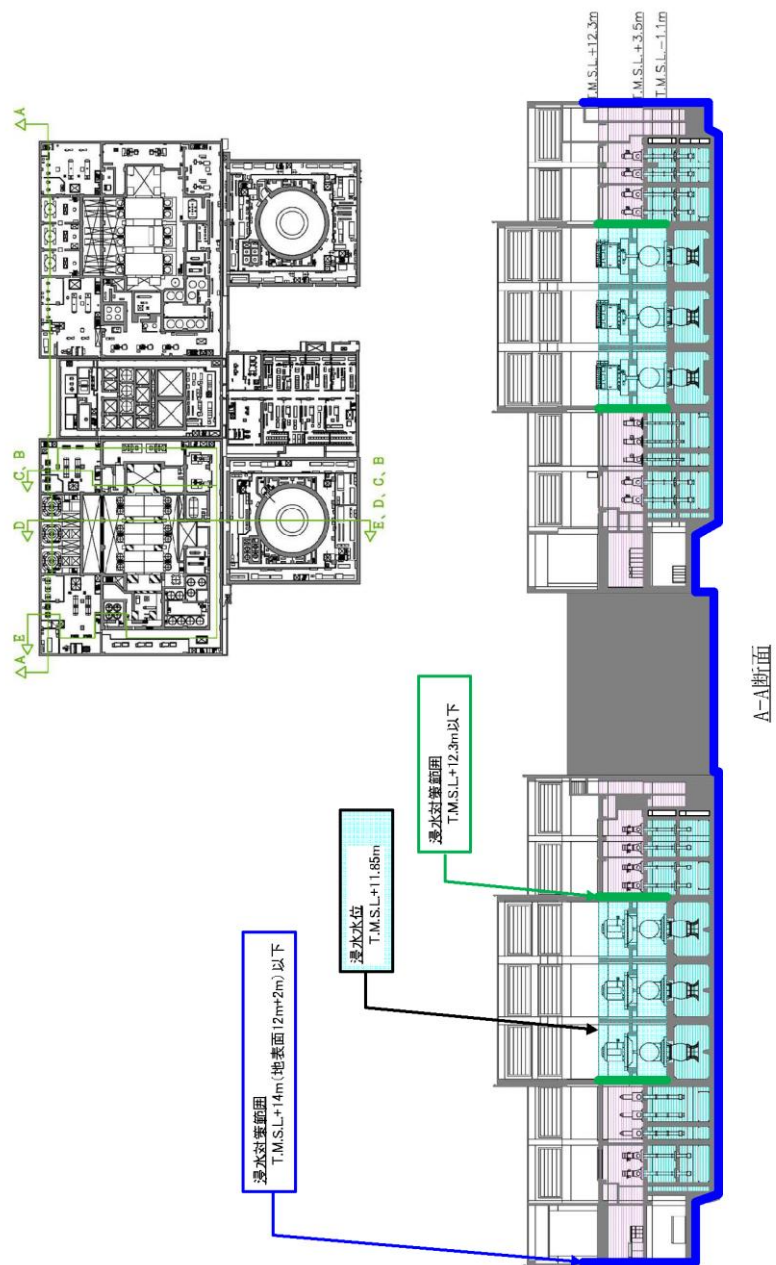 A
A
C、B
D
E
E、D、C、B
T.M.S.L.+12.3m
T.M.S.L.+3.5m
T.M.S.L.-1.1m
浸水対策範囲
T.M.S.L.+14m(地表面12m+2m)以下
浸水水位
T.M.S.L.+11.85m
浸水対策範囲
T.M.S.L.+12.3m以下
A-A断面